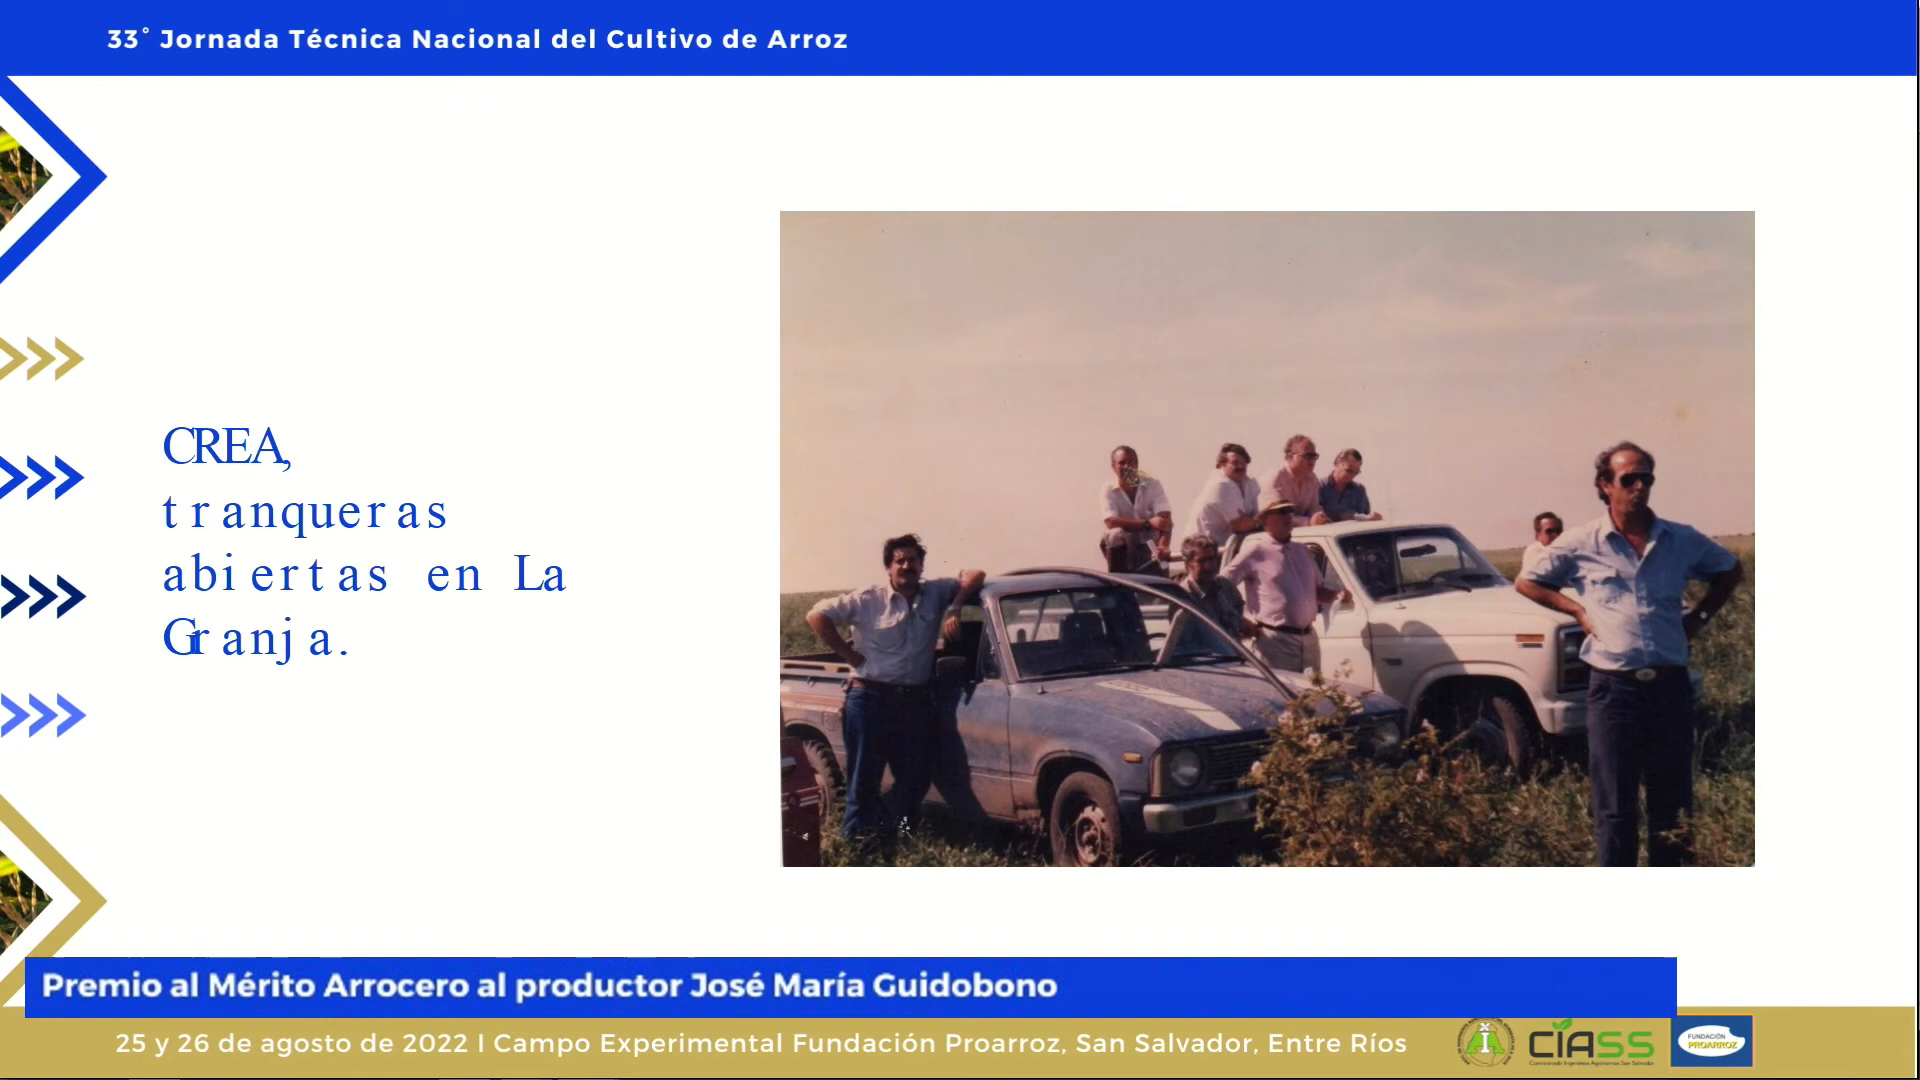 33° Jornada Técnica Nacional del Cultivo de Arroz
CREA,
tranqueras
abiertas en La
Granja.
Premio al Mérito Arrocero al productor José María Guidobono
25 y 26 de agosto de 2022 I Campo Experimental Fundación Proarroz, San Salvador, Entre Ríos
CIASS
FUNDACIÓN
PROARROZ